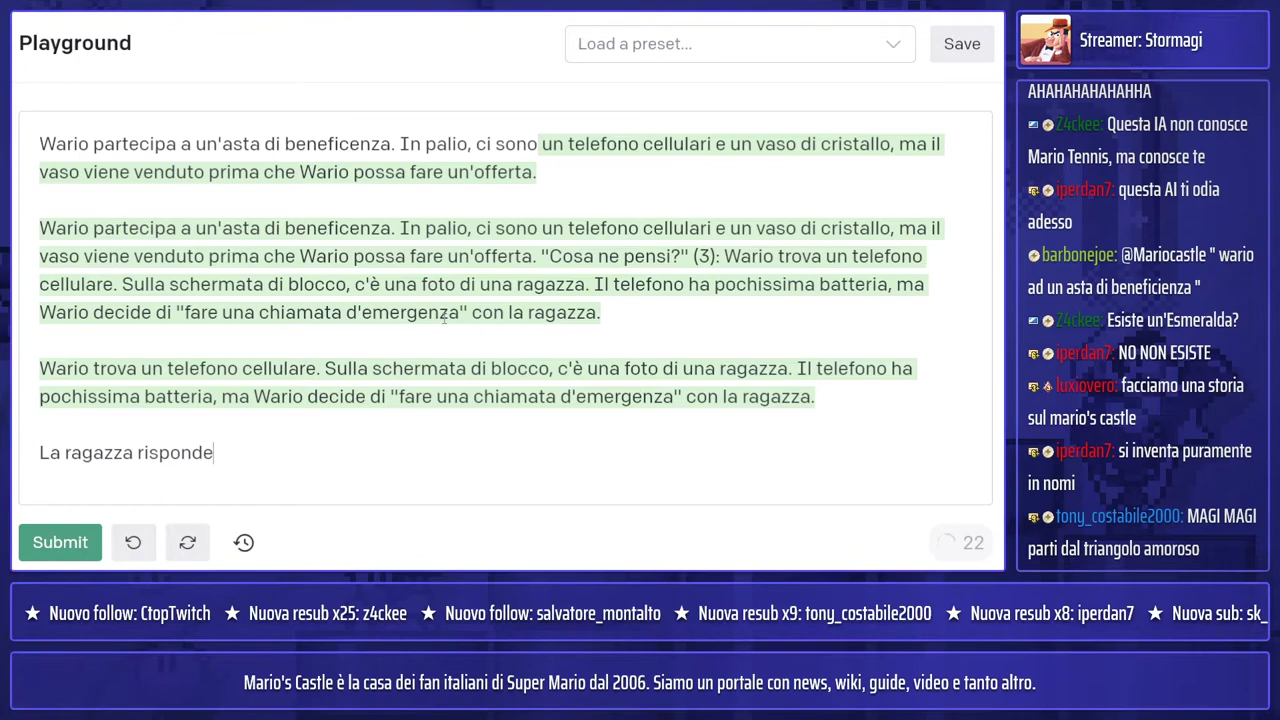 Playground
Load a preset...
Save
Wario partecipa a un'asta di beneficenza. In palio, ci sono un telefono cellulari e un vaso di cristallo, ma il
vaso viene venduto prima che Wario possa fare un'offerta.
Wario partecipa a un'asta di beneficenza. In palio, ci sono un telefono cellulari e un vaso di cristallo, ma il
vaso viene venduto prima che Wario possa fare un'offerta. "Cosa ne pensi?" (3): Wario trova un telefono
cellulare. Sulla schermata di blocco, c'è una foto di una ragazza. Il telefono ha pochissima batteria, ma
Wario decide di "fare una chiamata d'emergenza" con la ragazza.
Wario trova un telefono cellulare. Sulla schermata di blocco, c'è una foto di una ragazza. Il telefono ha
pochissima batteria, ma Wario decide di "fare una chiamata d'emergenza" con la ragazza.
La ragazza risponde
Submit
22
Streamer: Stormagi
AHAHAHAHAHAHHA
Z4ckee: Questa IA non conosce
Mario Tennis, ma conosce te
iperdan7: questa AI ti odia
adesso
barbonejoe: @Mariocastle " wario
ad un asta di beneficienza "
Z4ckee: Esiste un'Esmeralda?
iperdan7: NO NON ESISTE
luxiovero: facciamo una storia
sul mario's castle
iperdan7: si inventa puramente
in nomi
tony_costabile2000: MAGI MAGI
parti dal triangolo amoroso
★ Nuovo follow: CtopTwitch ★ Nuova resub x25: z4ckee ★ Nuovo follow: salvatore_montalto ★ Nuova resub x9: tony_costabile2000 ★ Nuova resub x8: iperdan7 ★ Nuova sub: sk_
Mario's Castle è la casa dei fan italiani di Super Mario dal 2006. Siamo un portale con news, wiki, guide, video e tanto altro.